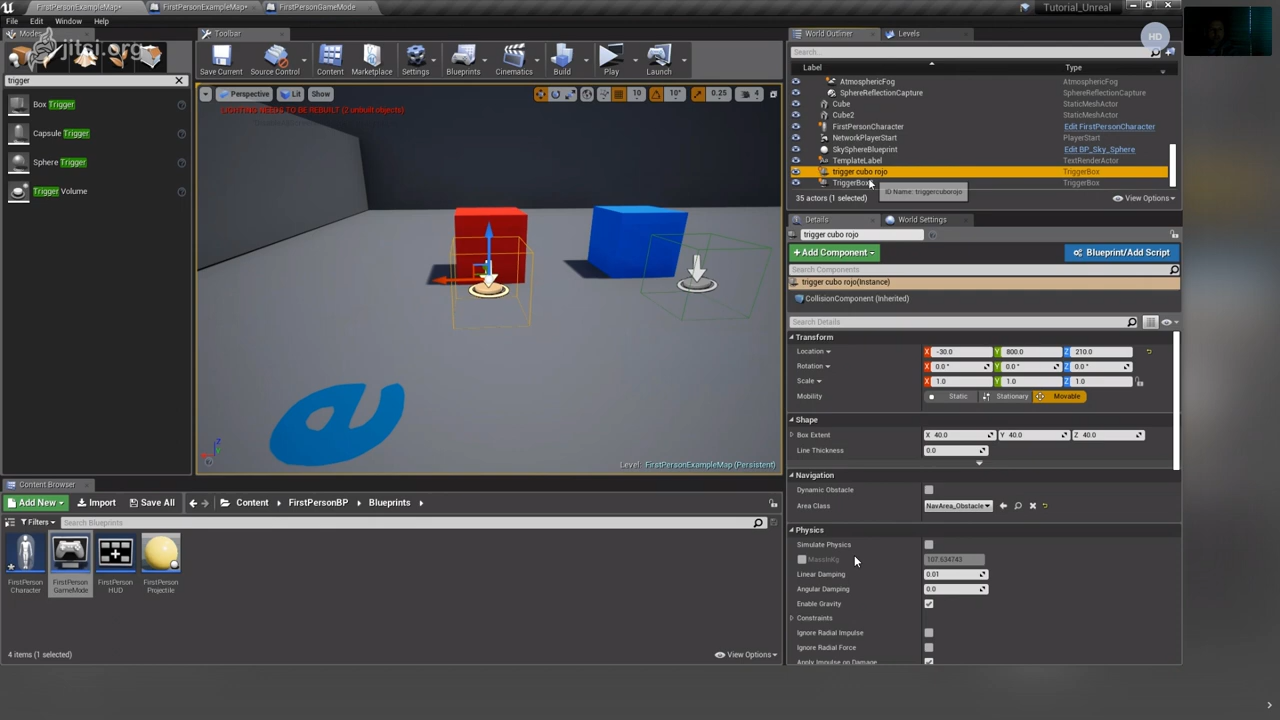 FirstPersonExampleMap*
FirstPersonExampleMap*
FirstPersonGameMode
Tutorial_Unreal
File Edit Window Help
jitsi.org
HD
Modes
trigger
Box Trigger
Capsule Trigger
Sphere Trigger
Trigger Volume
Toolbar
Save Current
Source Control
Content
Marketplace
Settings
Blueprints
Cinematics
Build
Play
Launch
Perspective
Lit
Show
10
10°
0.25
4
LIGHTING NEEDS TO BE REBUILT (2 unbuilt objects)
Level: FirstPersonExampleMap (Persistent)
World Outliner
Levels
Search...
Label Type
AtmosphericFog AtmosphericFog
SphereReflectionCapture SphereReflectionCapture
Cube StaticMeshActor
Cube2 StaticMeshActor
FirstPersonCharacter Edit FirstPersonCharacter
NetworkPlayerStart PlayerStart
SkySphereBlueprint Edit BP_Sky_Sphere
TemplateLabel TextRenderActor
trigger cubo rojo TriggerBox
TriggerBox TriggerBox
ID Name: triggercuborojo
35 actors (1 selected)
View Options
Details
World Settings
trigger cubo rojo
+Add Component
Blueprint/Add Script
Search Components
trigger cubo rojo(Instance)
CollisionComponent (Inherited)
Search Details
Transform
Location X -30.0 Y 800.0 Z 210.0
Rotation X 0.0 ° Y 0.0 ° Z 0.0 °
Scale X 1.0 Y 1.0 Z 1.0
Mobility Static Stationary Movable
Shape
Box Extent X 40.0 Y 40.0 Z 40.0
Line Thickness 0.0
Navigation
Dynamic Obstacle
Area Class NavArea_Obstacle
Physics
Simulate Physics
MassInKg 107.634743
Linear Damping 0.01
Angular Damping 0.0
Enable Gravity
Constraints
Ignore Radial Impulse
Ignore Radial Force
Apply Impulse on Damage
Content Browser
Add New
Import
Save All
Content
FirstPersonBP
Blueprints
Filters
Search Blueprints
FirstPerson Character
FirstPerson GameMode
FirstPerson HUD
FirstPerson Projectile
4 items (1 selected)
View Options